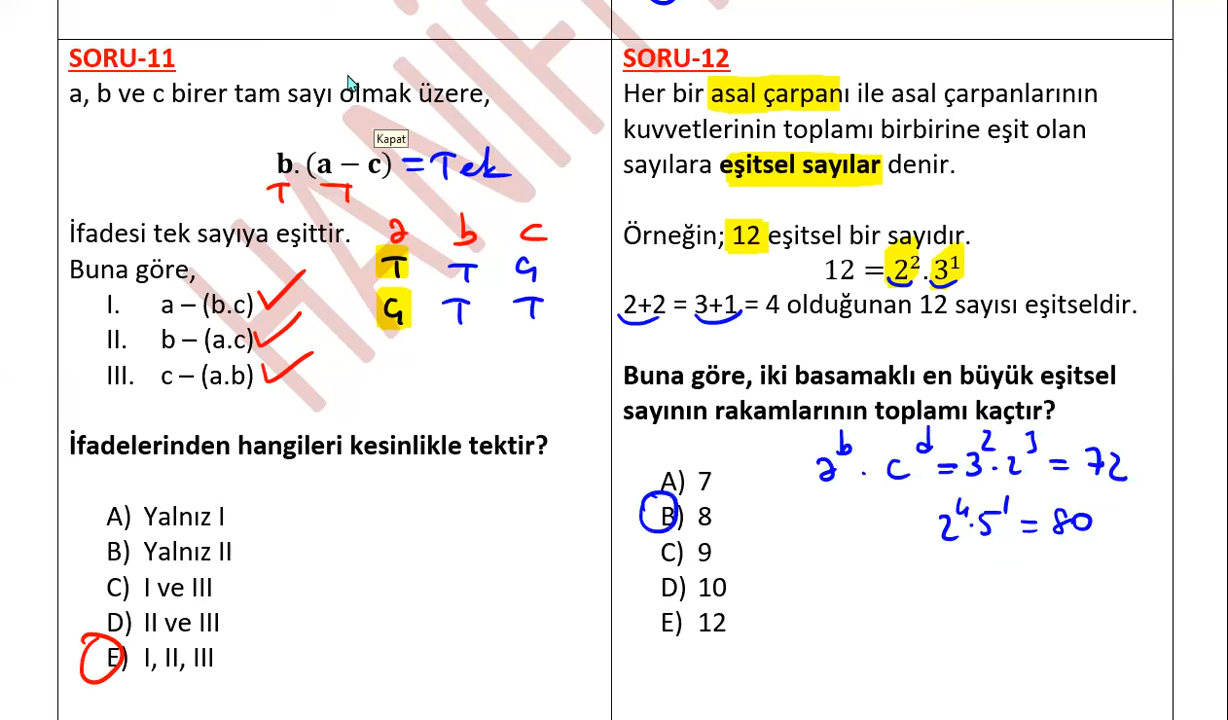 SORU-11
a, b ve c birer tam sayı olmak üzere,
Kapat
b. (a − c) = Tek
T T
İfadesi tek sayıya eşittir. a b c
Buna göre, T T Ç
I. a – (b.c) Ç T T
II. b – (a.c)
III. c – (a.b)
İfadelerinden hangileri kesinlikle tektir?
A) Yalnız I
B) Yalnız II
C) I ve III
D) II ve III
E) I, II, III
SORU-12
Her bir asal çarpanı ile asal çarpanlarının
kuvvetlerinin toplamı birbirine eşit olan
sayılara eşitsel sayılar denir.
Örneğin; 12 eşitsel bir sayıdır.
12 = 2².3¹
2+2 = 3+1 = 4 olduğunan 12 sayısı eşitseldir.
Buna göre, iki basamaklı en büyük eşitsel
sayının rakamlarının toplamı kaçtır?
a^b . c^d = 3².2³ = 72
2⁴.5¹ = 80
A) 7
B) 8
C) 9
D) 10
E) 12
HANİF